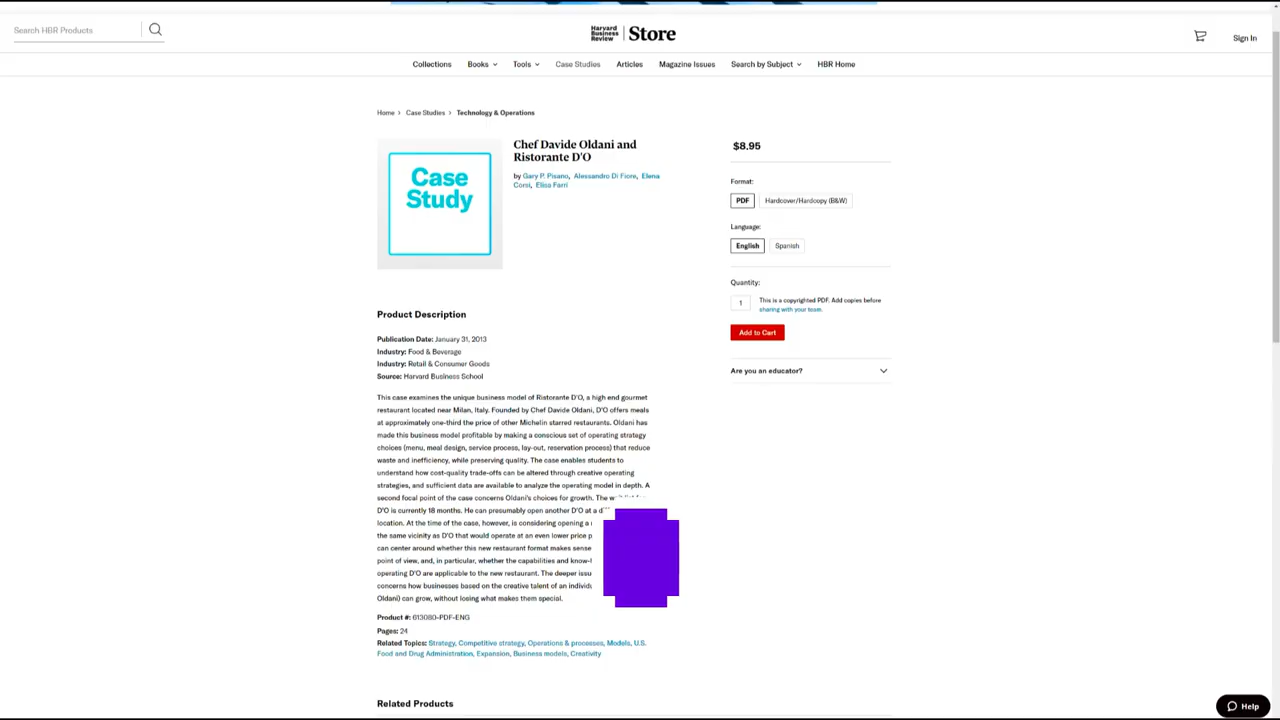 Search HBR Products
Harvard
Business
Review
Store
Sign In
Collections Books Tools Case Studies Articles Magazine Issues Search by Subject HBR Home
Home › Case Studies › Technology & Operations
Case
Study
Chef Davide Oldani and
Ristorante D'O
by Gary P. Pisano, Alessandro Di Fiore, Elena
Corsi, Elisa Farri
$8.95
Format:
PDF Hardcover/Hardcopy (B&W)
Language:
English Spanish
Quantity:
1 This is a copyrighted PDF. Add copies before
sharing with your team.
Add to Cart
Are you an educator?
Product Description
Publication Date: January 31, 2013
Industry: Food & Beverage
Industry: Retail & Consumer Goods
Source: Harvard Business School
This case examines the unique business model of Ristorante D'O, a high end gourmet
restaurant located near Milan, Italy. Founded by Chef Davide Oldani, D'O offers meals
at approximately one-third the price of other Michelin starred restaurants. Oldani has
made this business model profitable by making a conscious set of operating strategy
choices (menu, meal design, service process, lay-out, reservation process) that reduce
waste and inefficiency, while preserving quality. The case enables students to
understand how cost-quality trade-offs can be altered through creative operating
strategies, and sufficient data are available to analyze the operating model in depth. A
second focal point of the case concerns Oldani's choices for growth. The
D'O is currently 18 months. He can presumably open another D'O at a
location. At the time of the case, however, is considering opening a
the same vicinity as D'O that would operate at an even lower price
can center around whether this new restaurant format makes sense
point of view, and, in particular, whether the capabilities and
operating D'O are applicable to the new restaurant. The deeper
concerns how businesses based on the creative talent of an
Oldani) can grow, without losing what makes them special.
Product #: 613080-PDF-ENG
Pages: 24
Related Topics: Strategy, Competitive strategy, Operations & processes, Models, U.S.
Food and Drug Administration, Expansion, Business models, Creativity
Related Products
Help